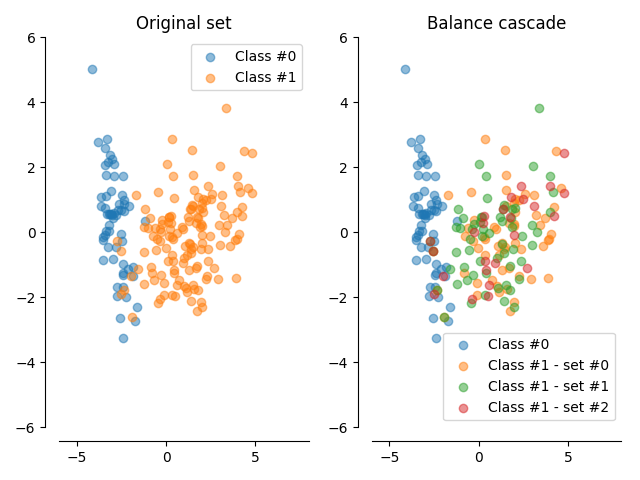 Original set
Class #0
Class #1
6
4
2
0
−2
−4
−6
−5
0
5
Balance cascade
Class #0
Class #1 - set #0
Class #1 - set #1
Class #1 - set #2
6
4
2
0
−2
−4
−6
−5
0
5